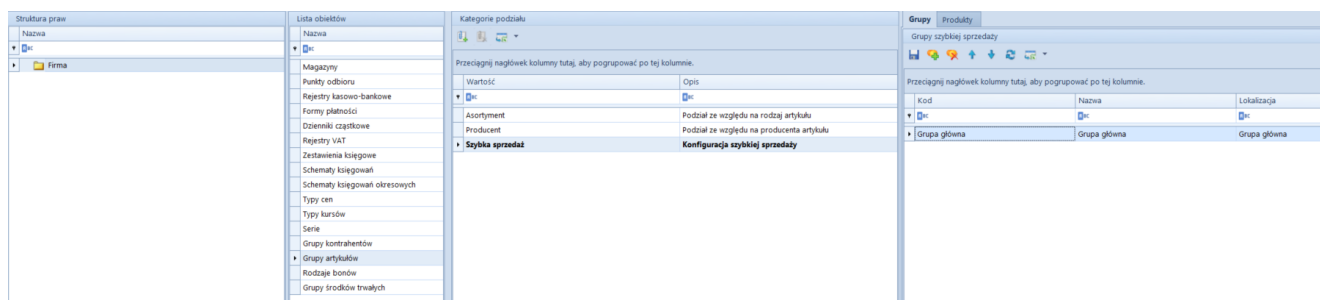 Struktura praw
Nazwa
Firma
Lista obiektów
Nazwa
Magazyny
Punkty odbioru
Rejestry kasowo-bankowe
Formy płatności
Dzienniki cząstkowe
Rejestry VAT
Zestawienia księgowe
Schematy księgowań
Schematy księgowań okresowych
Typy cen
Typy kursów
Serie
Grupy kontrahentów
Grupy artykułów
Rodzaje bonów
Grupy środków trwałych
Kategorie podziału
Przeciągnij nagłówek kolumny tutaj, aby pogrupować po tej kolumnie.
Wartość Opis
Asortyment Podział ze względu na rodzaj artykułu
Producent Podział ze względu na producenta artykułu
Szybka sprzedaż Konfiguracja szybkiej sprzedaży
Grupy Produkty
Grupy szybkiej sprzedaży
Przeciągnij nagłówek kolumny tutaj, aby pogrupować po tej kolumnie.
Kod Nazwa Lokalizacja
Grupa główna Grupa główna Grupa główna